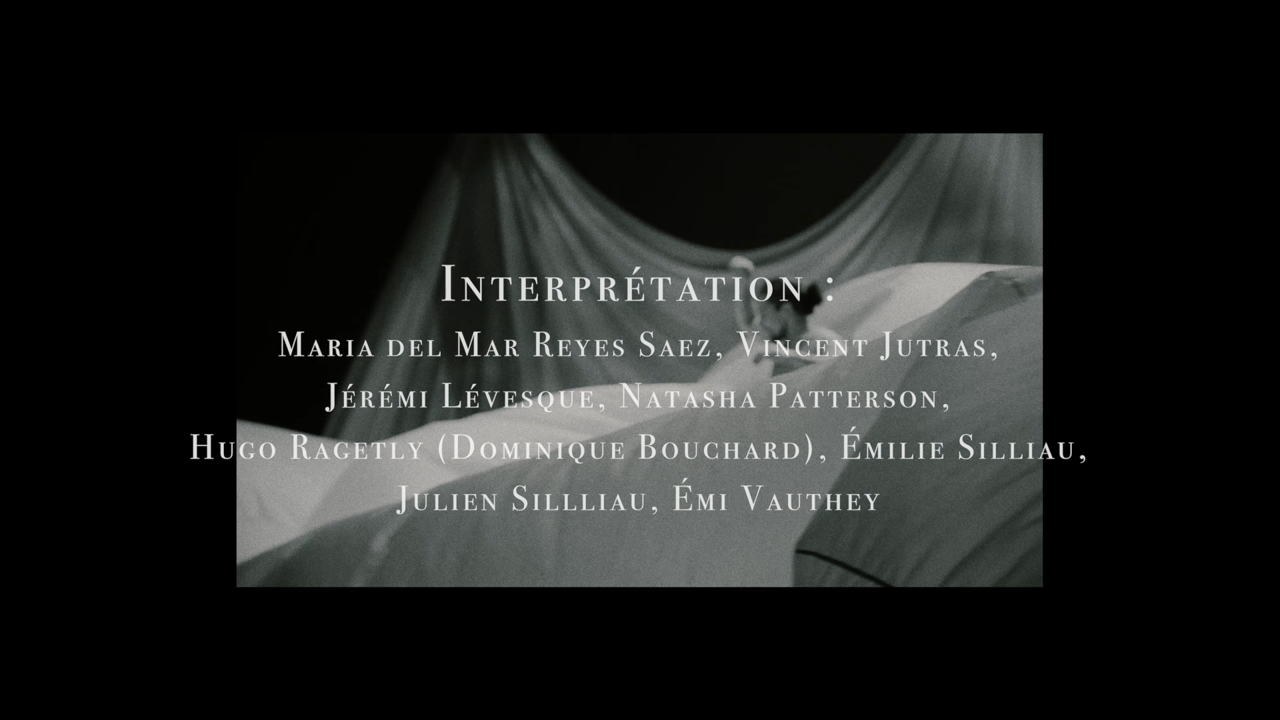 Interprétation :
Maria del Mar Reyes Saez, Vincent Jutras,
Jérémi Lévesque, Natasha Patterson,
Hugo Ragetly (Dominique Bouchard), Émilie Silliau,
Julien Sillliau, Émi Vauthey